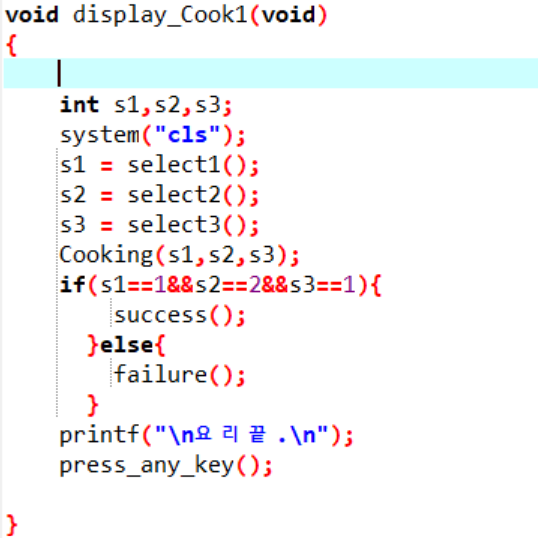 void display_Cook1(void)
{
int s1,s2,s3;
system("cls");
s1 = select1();
s2 = select2();
s3 = select3();
Cooking(s1,s2,s3);
if(s1==1&&s2==2&&s3==1){
success();
}else{
failure();
}
printf("\n요 리 끝 .\n");
press_any_key();
}